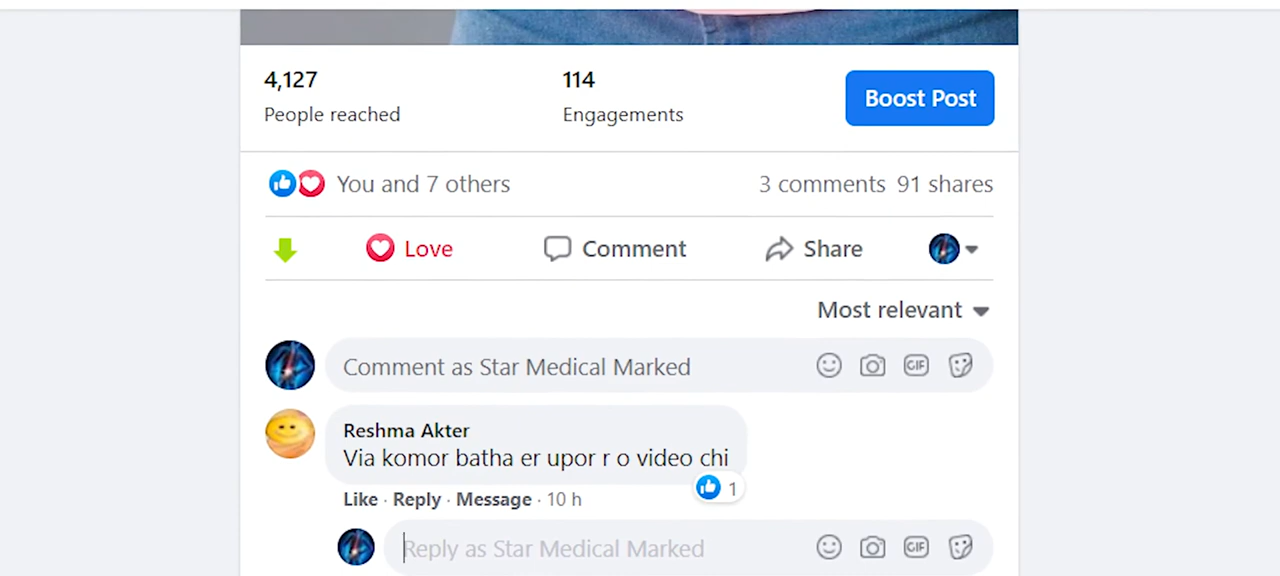 4,127 114
People reached Engagements Boost Post
You and 7 others 3 comments 91 shares
Love Comment Share
Most relevant
Comment as Star Medical Marked GIF
Reshma Akter
Via komor batha er upor r o video chi
1
Like · Reply · Message · 10 h
Reply as Star Medical Marked GIF